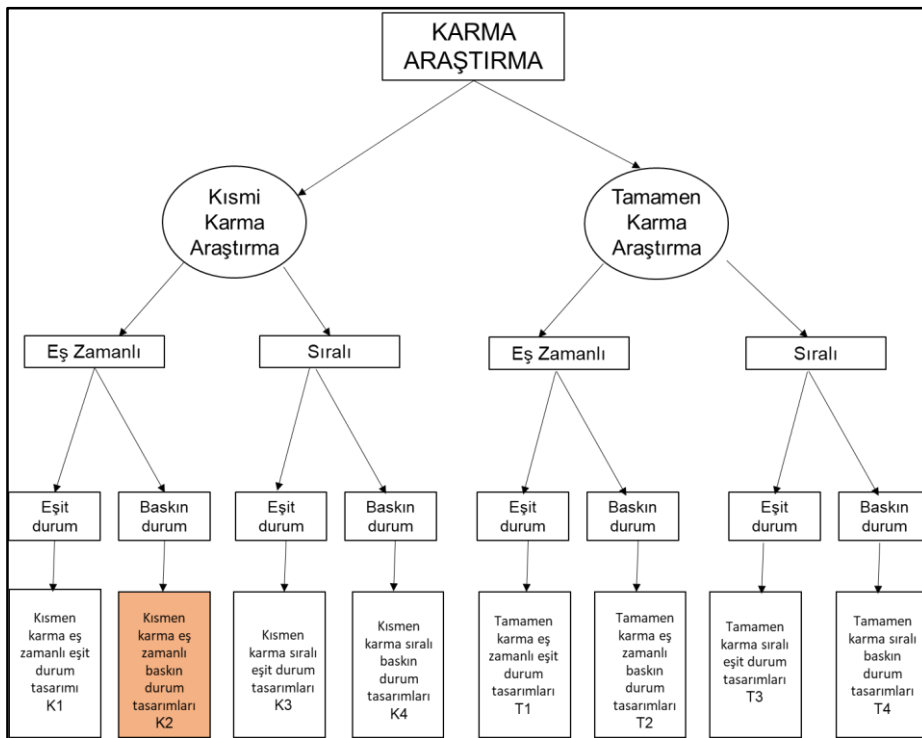 KARMA
ARAŞTIRMA
Kısmi
Karma
Araştırma
Tamamen
Karma
Araştırma
Eş Zamanlı
Sıralı
Eş Zamanlı
Sıralı
Eşit
durum
Baskın
durum
Eşit
durum
Baskın
durum
Eşit
durum
Baskın
durum
Eşit
durum
Baskın
durum
Kısmen
karma eş
zamanlı eşit
durum
tasarımı
K1
Kısmen
karma eş
zamanlı
baskın
durum
tasarımları
K2
Kısmen
karma sıralı
eşit durum
tasarımları
K3
Kısmen
karma sıralı
baskın
durum
tasarımları
K4
Tamamen
karma eş
zamanlı eşit
durum
tasarımları
T1
Tamamen
karma eş
zamanlı
baskın
durum
tasarımları
T2
Tamamen
karma sıralı
eşit durum
tasarımları
T3
Tamamen
karma sıralı
baskın
durum
tasarımları
T4